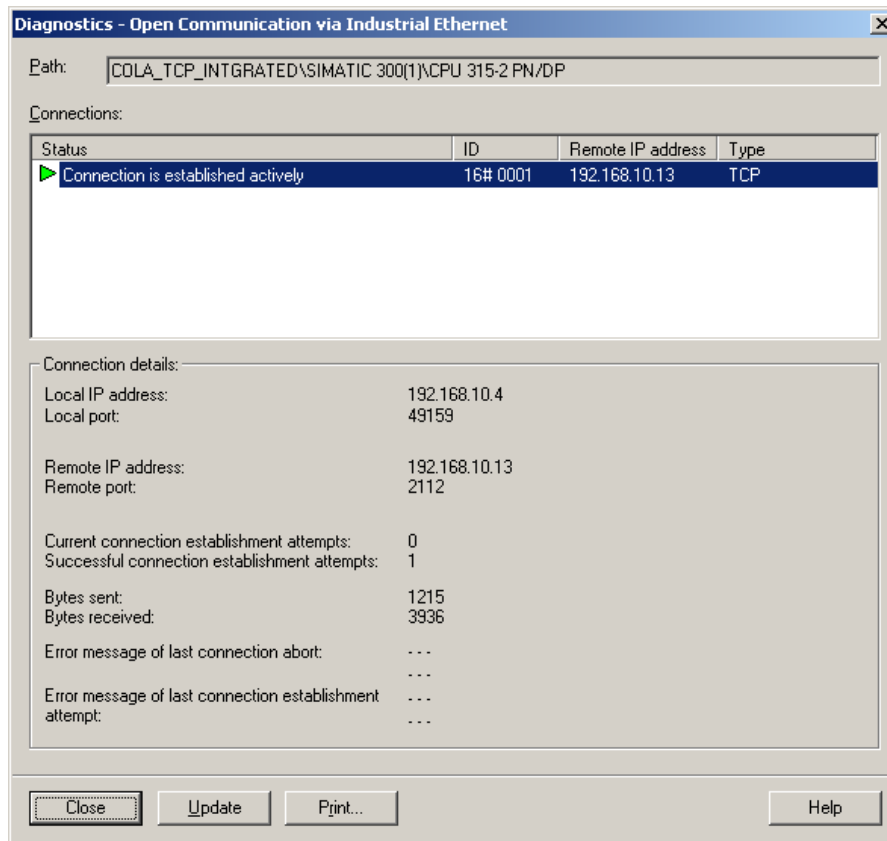 Diagnostics - Open Communication via Industrial Ethernet
Path: COLA_TCP_INTGRATED\SIMATIC 300(1)\CPU 315-2 PN/DP
Connections:
Status ID Remote IP address Type
Connection is established actively 16# 0001 192.168.10.13 TCP
Connection details:
Local IP address: 192.168.10.4
Local port: 49159
Remote IP address: 192.168.10.13
Remote port: 2112
Current connection establishment attempts: 0
Successful connection establishment attempts: 1
Bytes sent: 1215
Bytes received: 3936
Error message of last connection abort: - - -
- - -
Error message of last connection establishment - - -
attempt: - - -
Close Update Print... Help